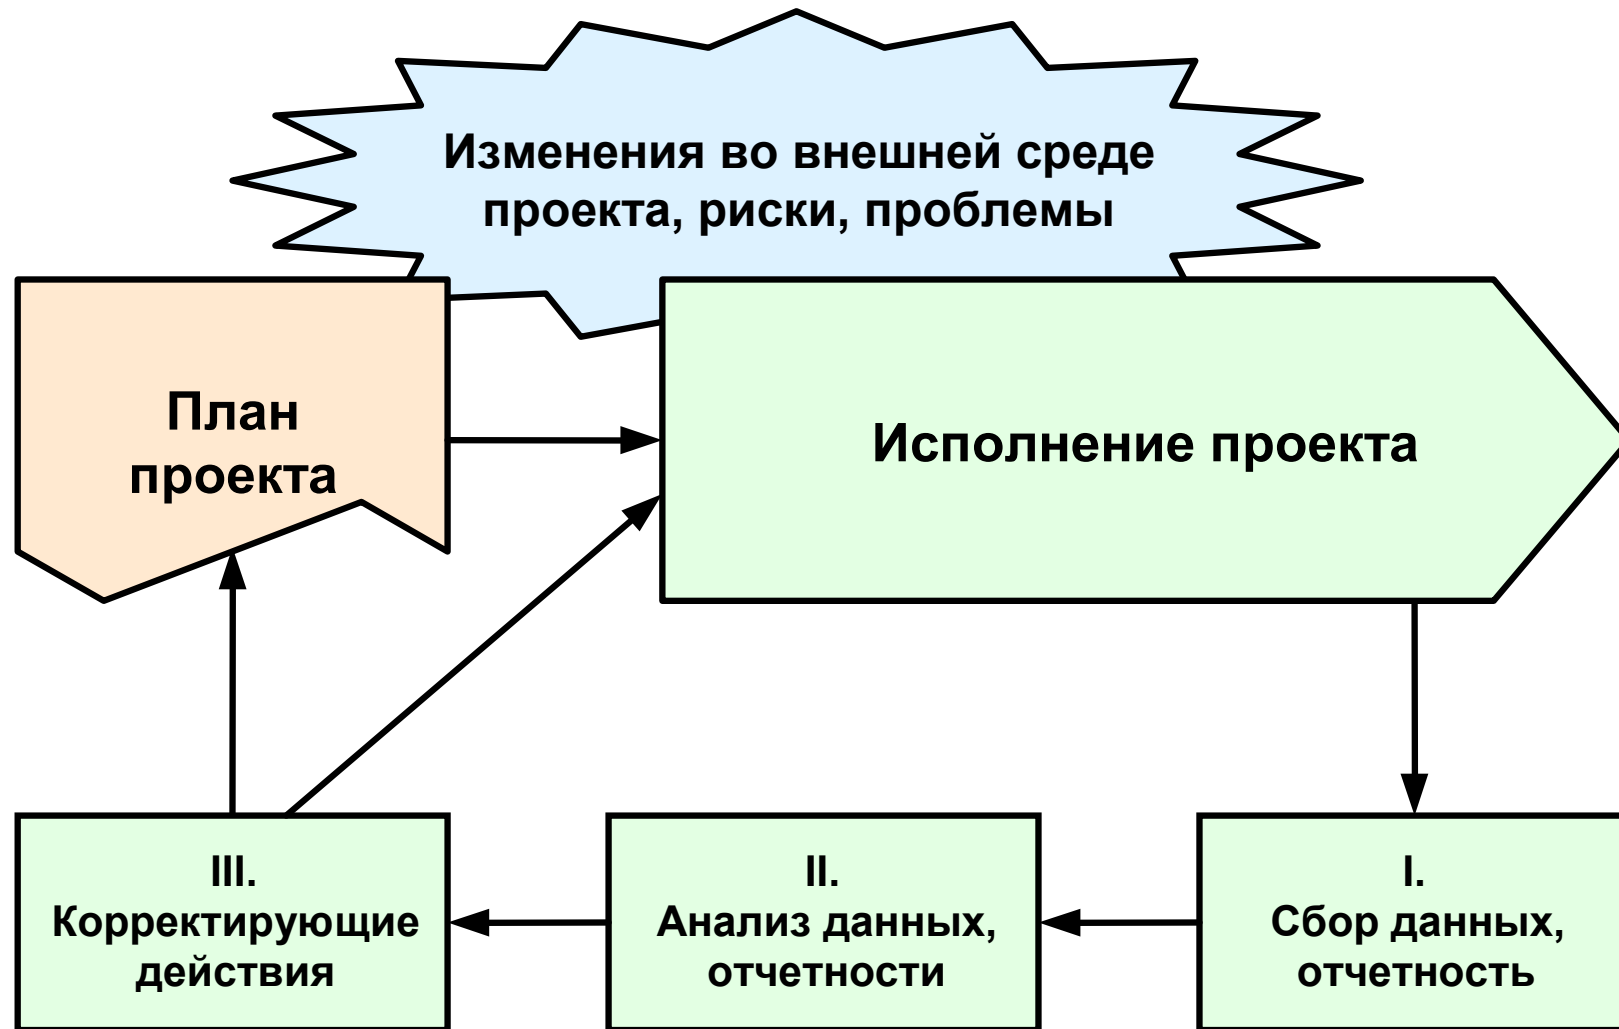 Изменения во внешней среде
проекта, риски, проблемы
План
проекта
Исполнение проекта
III.
Корректирующие
действия
II.
Анализ данных,
отчетности
I.
Сбор данных,
отчетность